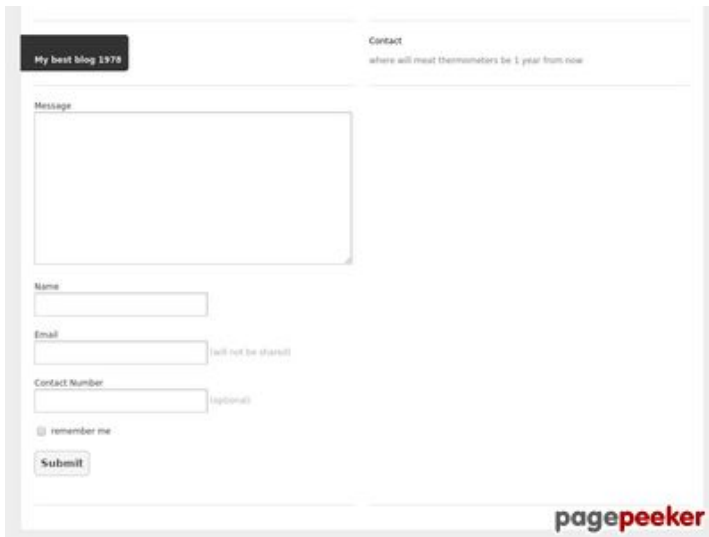 My best blog 1978
Contact
where will meat thermometers be 1 year from now
Message
Name
Email
(will not be shared)
Contact Number
(optional)
remember me
Submit
pagepeeker